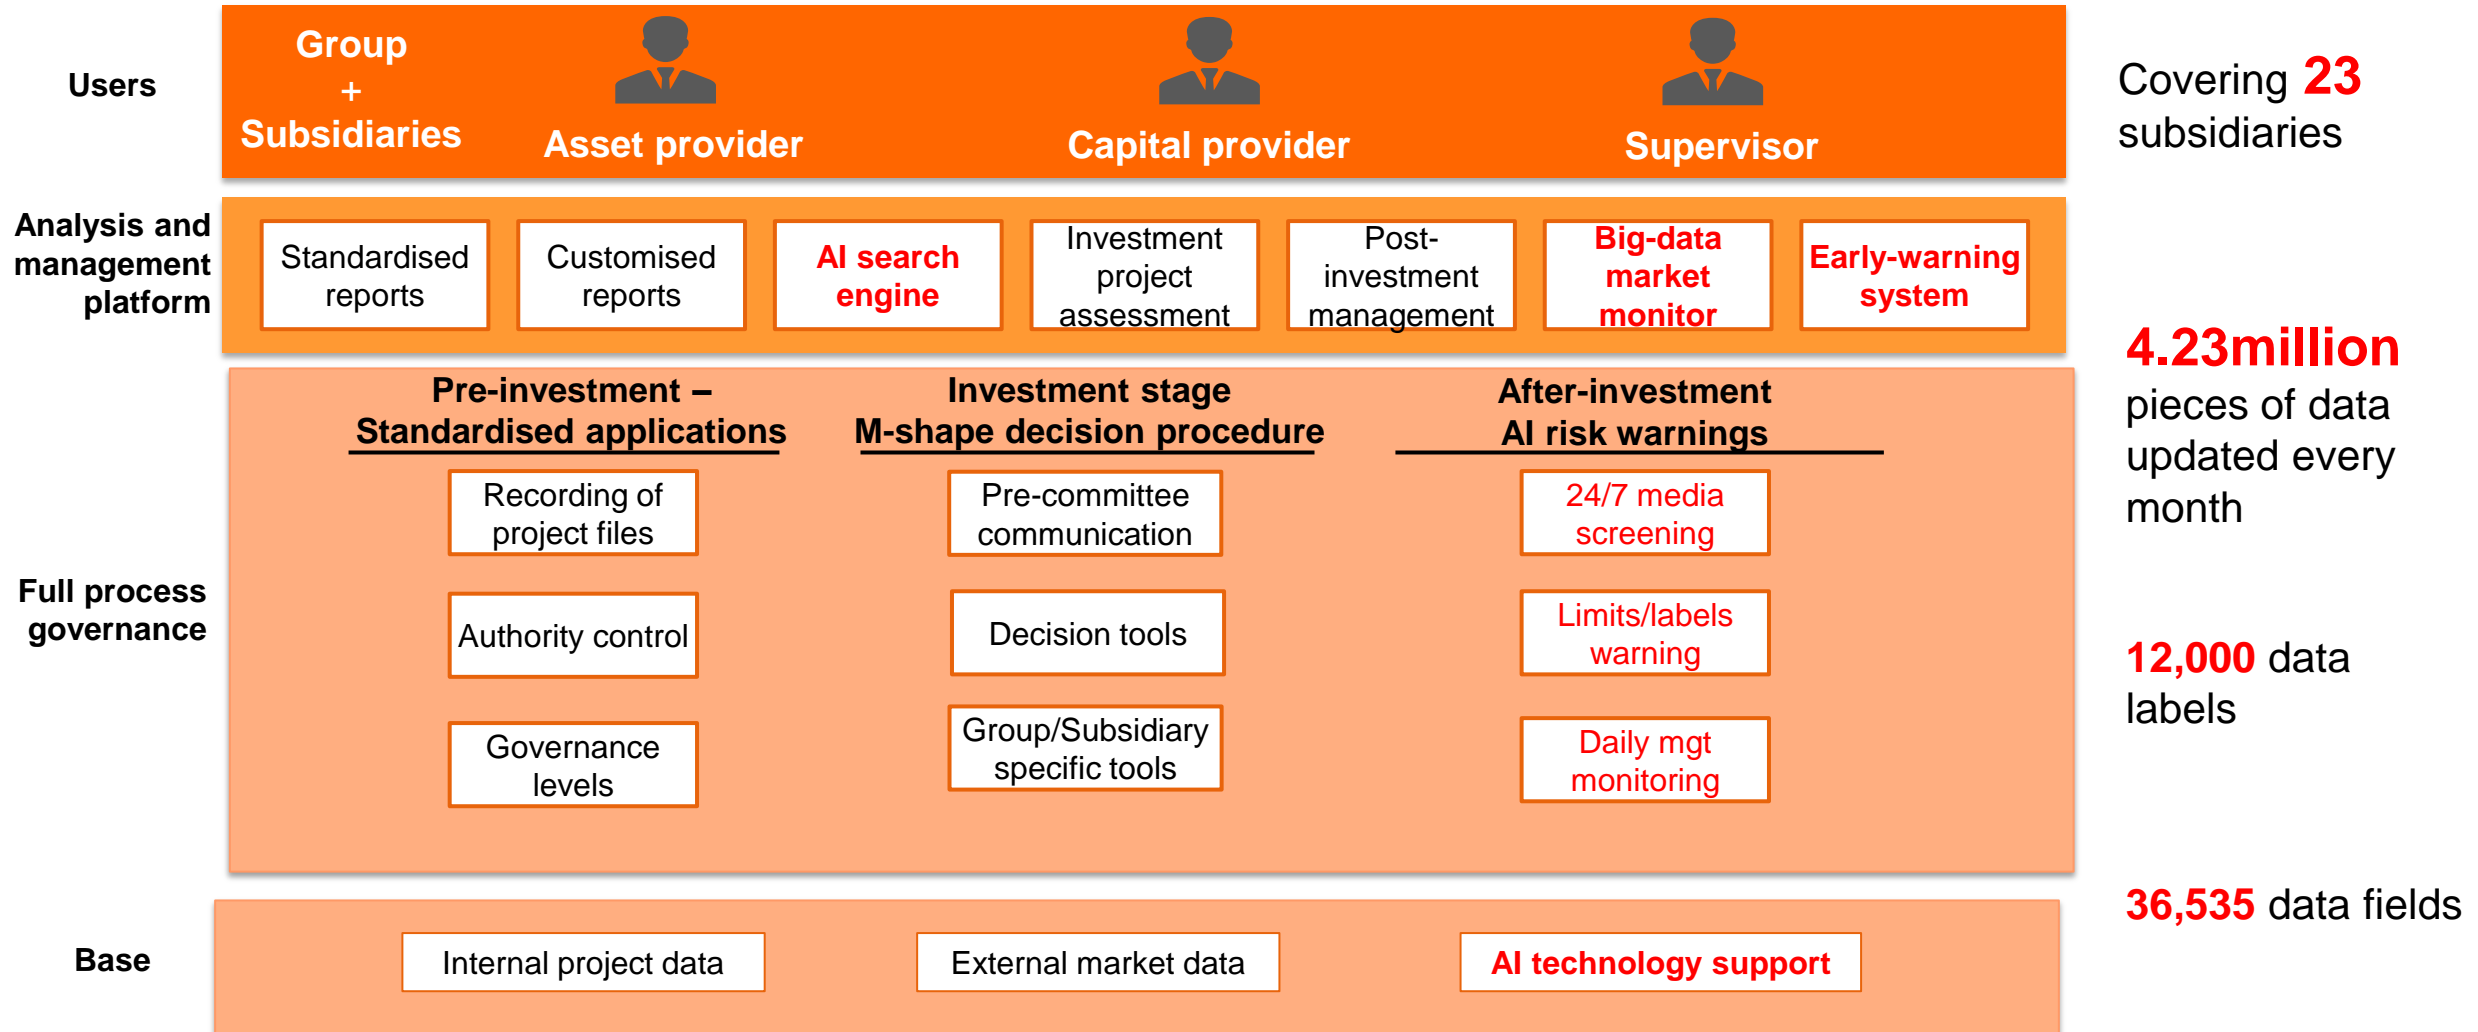 Users
Group
+
Subsidiaries
Asset provider
Capital provider
Supervisor
Covering 23
subsidiaries
Analysis and
management
platform
Standardised
reports
Customised
reports
AI search
engine
Investment
project
assessment
Post-
investment
management
Big-data
market
monitor
Early-warning
system
4.23million
pieces of data
updated every
month
Full process
governance
Pre-investment –
Standardised applications
Recording of
project files
Authority control
Governance
levels
Investment stage
M-shape decision procedure
Pre-committee
communication
Decision tools
Group/Subsidiary
specific tools
After-investment
AI risk warnings
24/7 media
screening
Limits/labels
warning
Daily mgt
monitoring
12,000 data
labels
36,535 data fields
Base
Internal project data
External market data
AI technology support